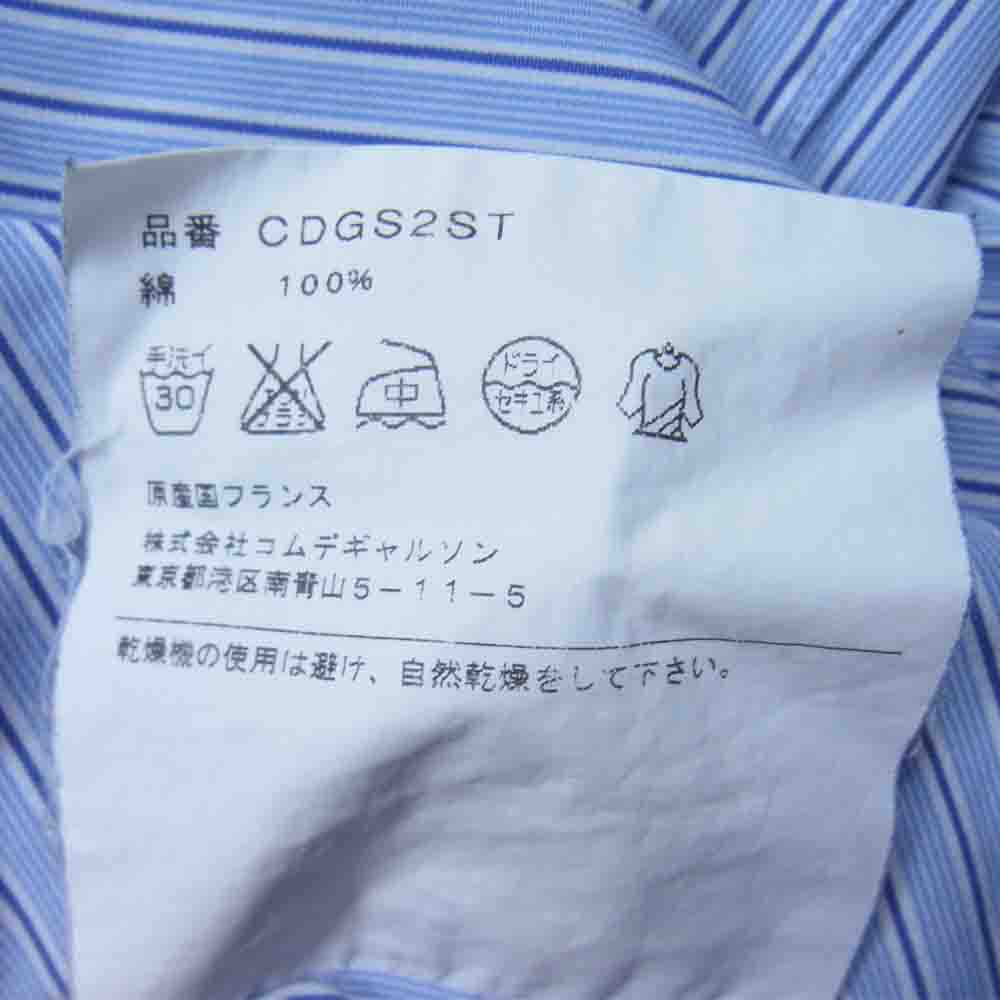 品番 CDGS2ST
綿 100%
手洗イ
30
中
ドライ
セキユ系
原産国フランス
株式会社コムデギャルソン
東京都港区南青山5-11-5
乾燥機の使用は避け、自然乾燥をして下さい。